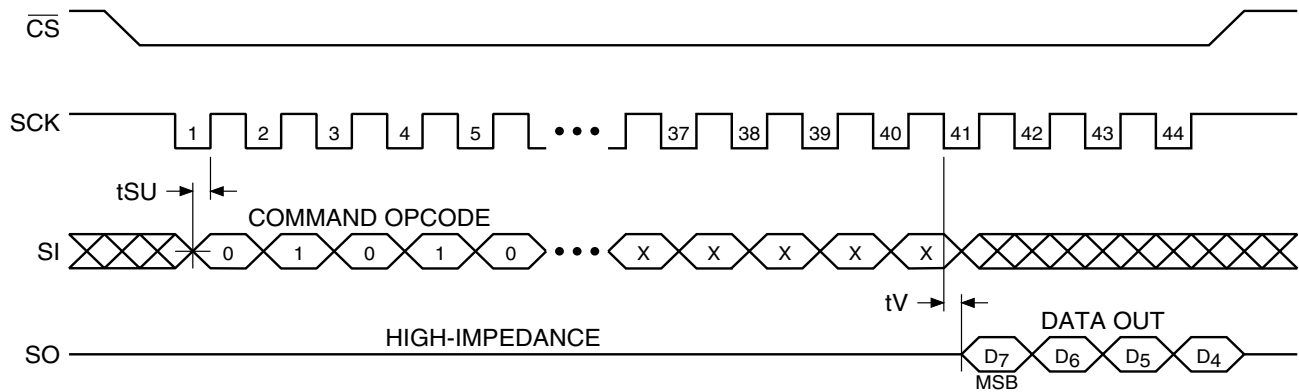 CS
SCK 1 2 3 4 5 ••• 37 38 39 40 41 42 43 44
tSU
COMMAND OPCODE
SI 0 1 0 1 0 ••• X X X X X
tV
HIGH-IMPEDANCE
DATA OUT
SO D7 D6 D5 D4
MSB